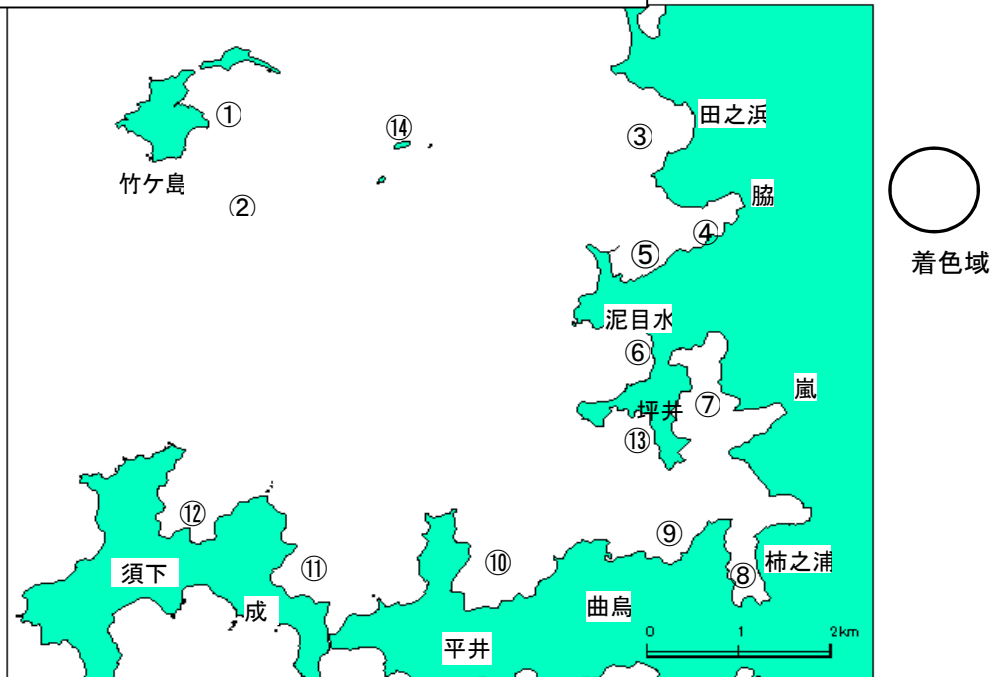 ①
⑭
田之浜
③
竹ケ島
脇
②
④
⑤
着色域
泥目水
⑥
嵐
坪井
⑦
⑬
⑫
⑨
⑩
柿之浦
須下
⑪
⑧
成
曲烏
0 1 2km
平井